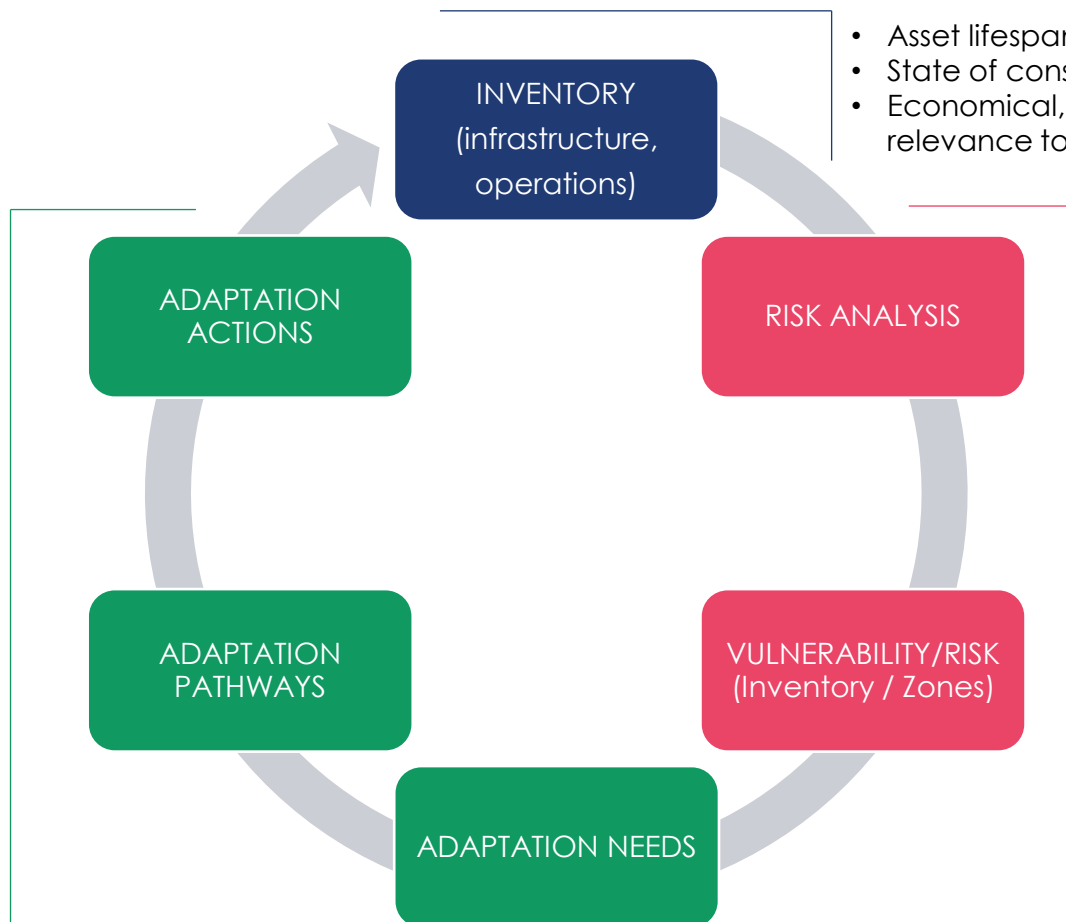 • Asset lifespan
• State of cons
• Economical,
relevance to
INVENTORY
(infrastructure,
operations)
RISK ANALYSIS
VULNERABILITY/RISK
(Inventory / Zones)
ADAPTATION NEEDS
ADAPTATION
PATHWAYS
ADAPTATION
ACTIONS